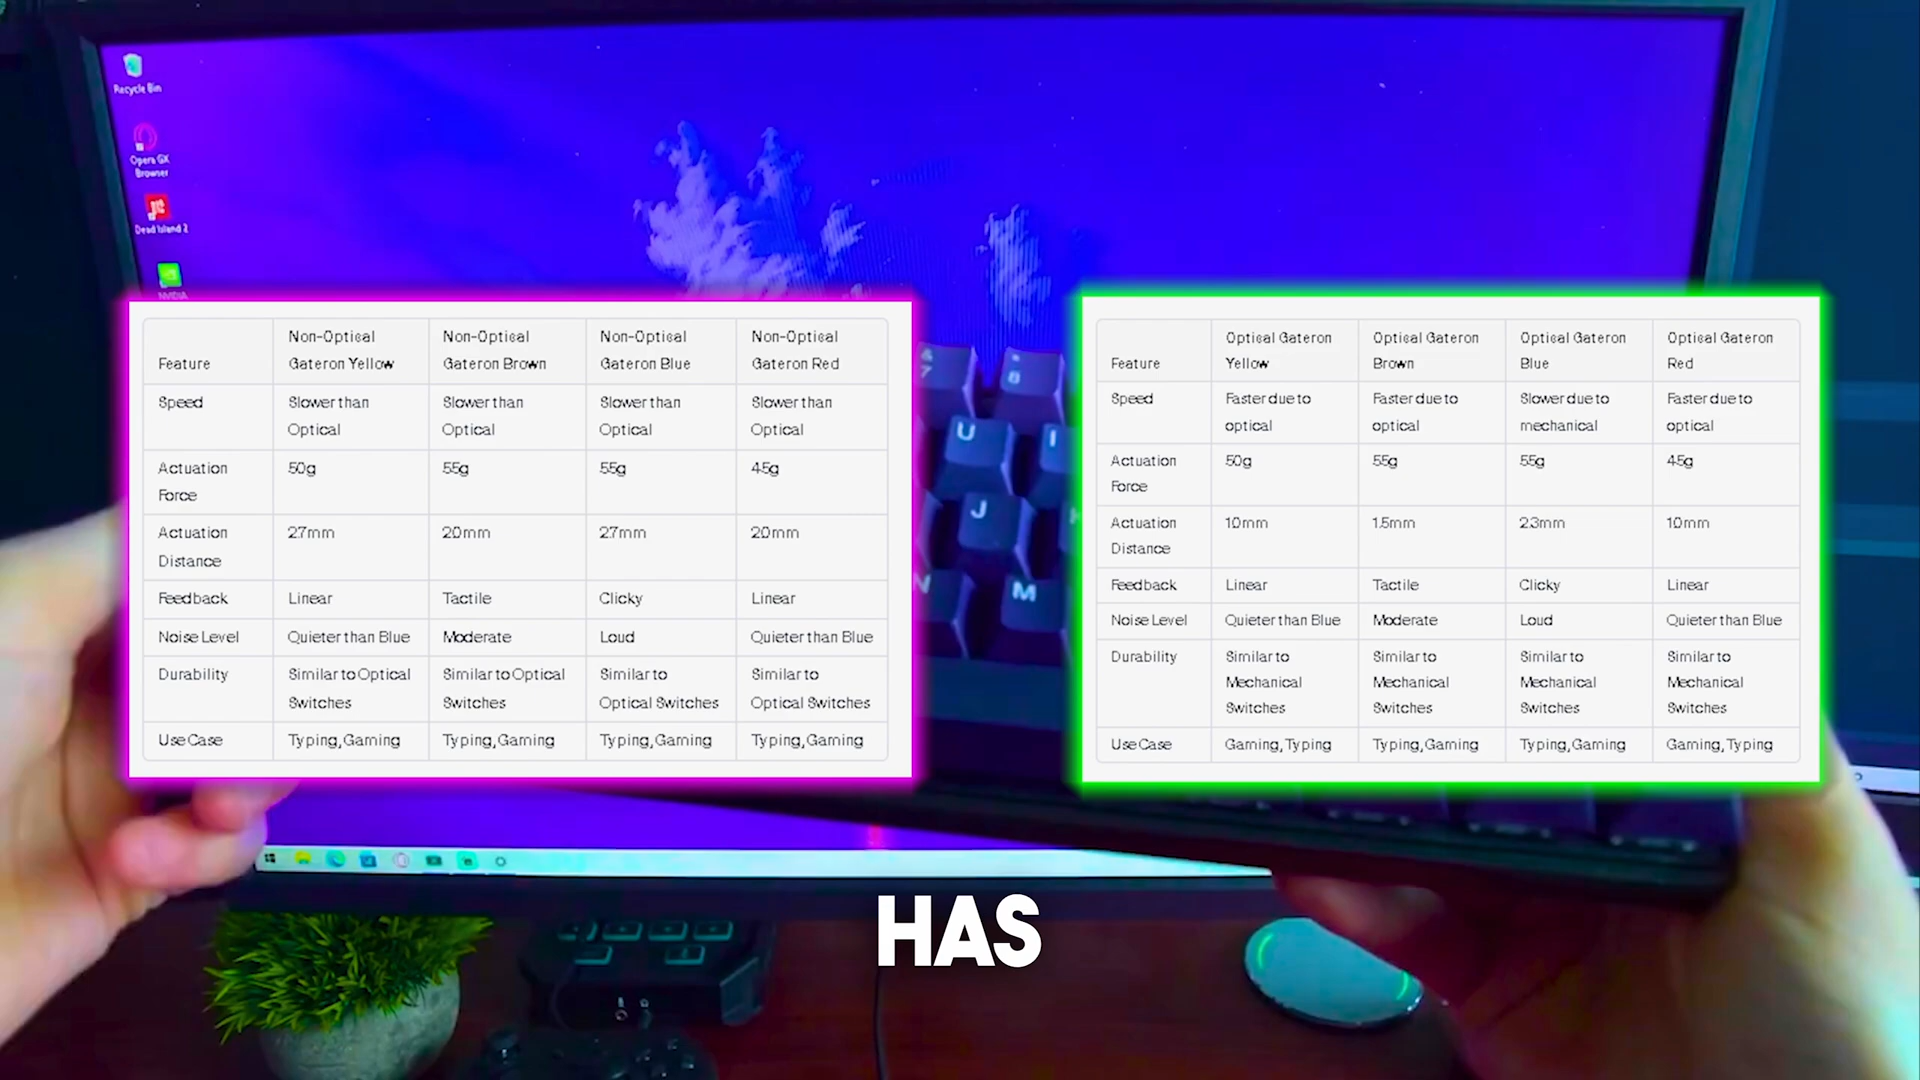 Recycle Bin
Opera GX
Browser
Dead Island 2
NVIDIA
Feature
Non-Optical
Gateron Yellow
Non-Optical
Gateron Brown
Non-Optical
Gateron Blue
Non-Optical
Gateron Red
Speed
Slower than
Optical
Slower than
Optical
Slower than
Optical
Slower than
Optical
Actuation
Force
50g
55g
55g
45g
Actuation
Distance
2.7mm
2.0mm
2.7mm
2.0mm
Feedback
Linear
Tactile
Clicky
Linear
Noise Level
Quieter than Blue
Moderate
Loud
Quieter than Blue
Durability
Similar to Optical
Switches
Similar to Optical
Switches
Similar to
Optical Switches
Similar to
Optical Switches
Use Case
Typing, Gaming
Typing, Gaming
Typing, Gaming
Typing, Gaming
7
8
U
I
J
N
M
Feature
Optical Gateron
Yellow
Optical Gateron
Brown
Optical Gateron
Blue
Optical Gateron
Red
Speed
Faster due to
optical
Faster due to
optical
Slower due to
mechanical
Faster due to
optical
Actuation
Force
50g
55g
55g
45g
Actuation
Distance
1.0mm
1.5mm
2.3mm
1.0mm
Feedback
Linear
Tactile
Clicky
Linear
Noise Level
Quieter than Blue
Moderate
Loud
Quieter than Blue
Durability
Similar to
Mechanical
Switches
Similar to
Mechanical
Switches
Similar to
Mechanical
Switches
Similar to
Mechanical
Switches
Use Case
Gaming, Typing
Typing, Gaming
Typing, Gaming
Gaming, Typing
HAS